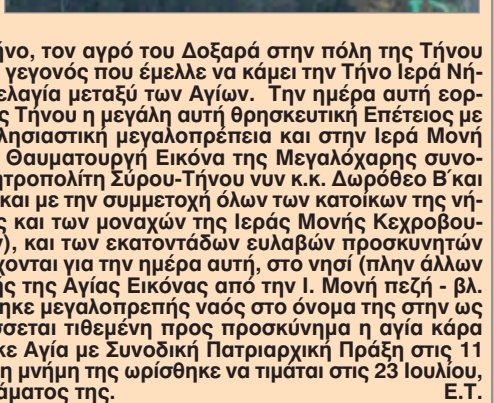 ήνο, τον αγρό του Δοξαρά στην πόλη της Τήνου
γεγονός που έμελλε να κάμει την Τήνο Ιερά Νή-
ελαγία μεταξύ των Αγίων. Την ημέρα αυτή εορ-
ς Τήνου η μεγάλη αυτή θρησκευτική Επέτειος με
λησιαστική μεγαλοπρέπεια και στην Ιερά Μονή
Θαυματουργή Εικόνα της Μεγαλόχαρης συνο-
ητροπολίτη Σύρου-Τήνου νυν κ.κ. Δωρόθεο Β΄και
και με την συμμετοχή όλων των κατοίκων της νή-
ς και των μοναχών της Ιεράς Μονής Κεχροβου-
ν), και των εκατοντάδων ευλαβών προσκυνητών
χονται για την ημέρα αυτή, στο νησί (πλην άλλων
ής της Αγίας Εικόνας από την Ι. Μονή πεζή - βλ.
θηκε μεγαλοπρεπής ναός στο όνομα της στην ως
σσεται τιθεμένη προς προσκύνημα η αγία κάρα
κε Αγία με Συνοδική Πατριαρχική Πράξη στις 11
η μνήμη της ωρίσθηκε να τιμάται στις 23 Ιουλίου,
άματος της. Ε.Τ.